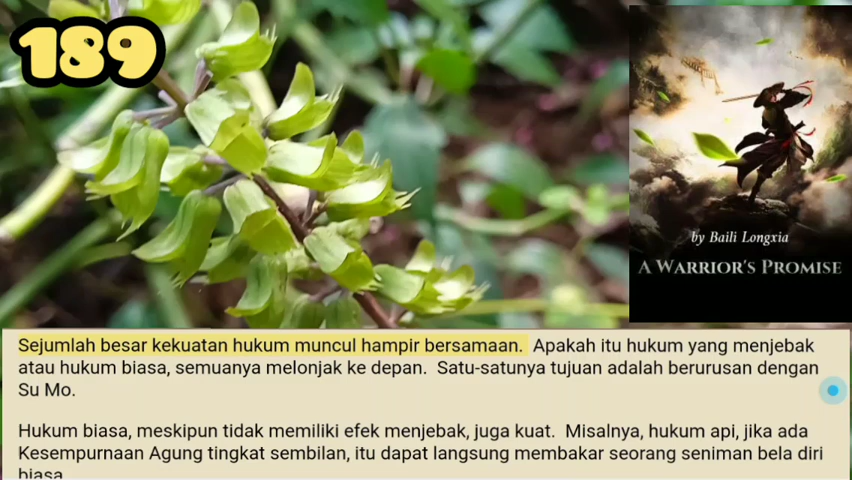 189
by Baili Longxia
A WARRIOR'S PROMISE
Sejumlah besar kekuatan hukum muncul hampir bersamaan. Apakah itu hukum yang menjebak
atau hukum biasa, semuanya melonjak ke depan. Satu-satunya tujuan adalah berurusan dengan
Su Mo.
Hukum biasa, meskipun tidak memiliki efek menjebak, juga kuat. Misalnya, hukum api, jika ada
Kesempurnaan Agung tingkat sembilan, itu dapat langsung membakar seorang seniman bela diri
biasa